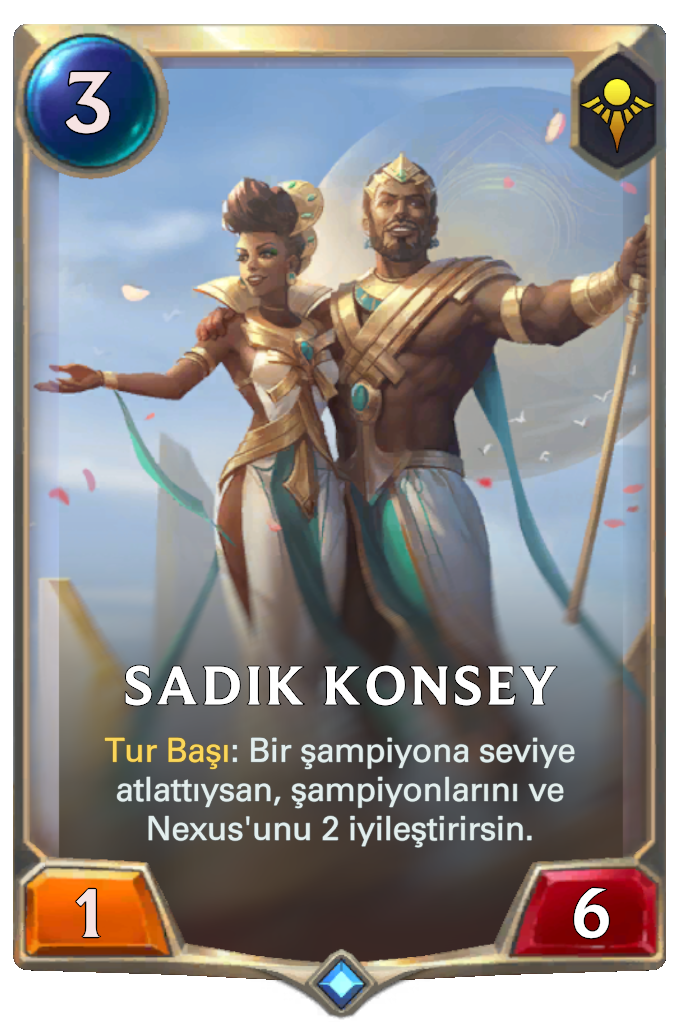 3
SADIK KONSEY
Tur Başı: Bir şampiyona seviye
atlattıysan, şampiyonlarını ve
Nexus'unu 2 iyileştirirsin.
1
6